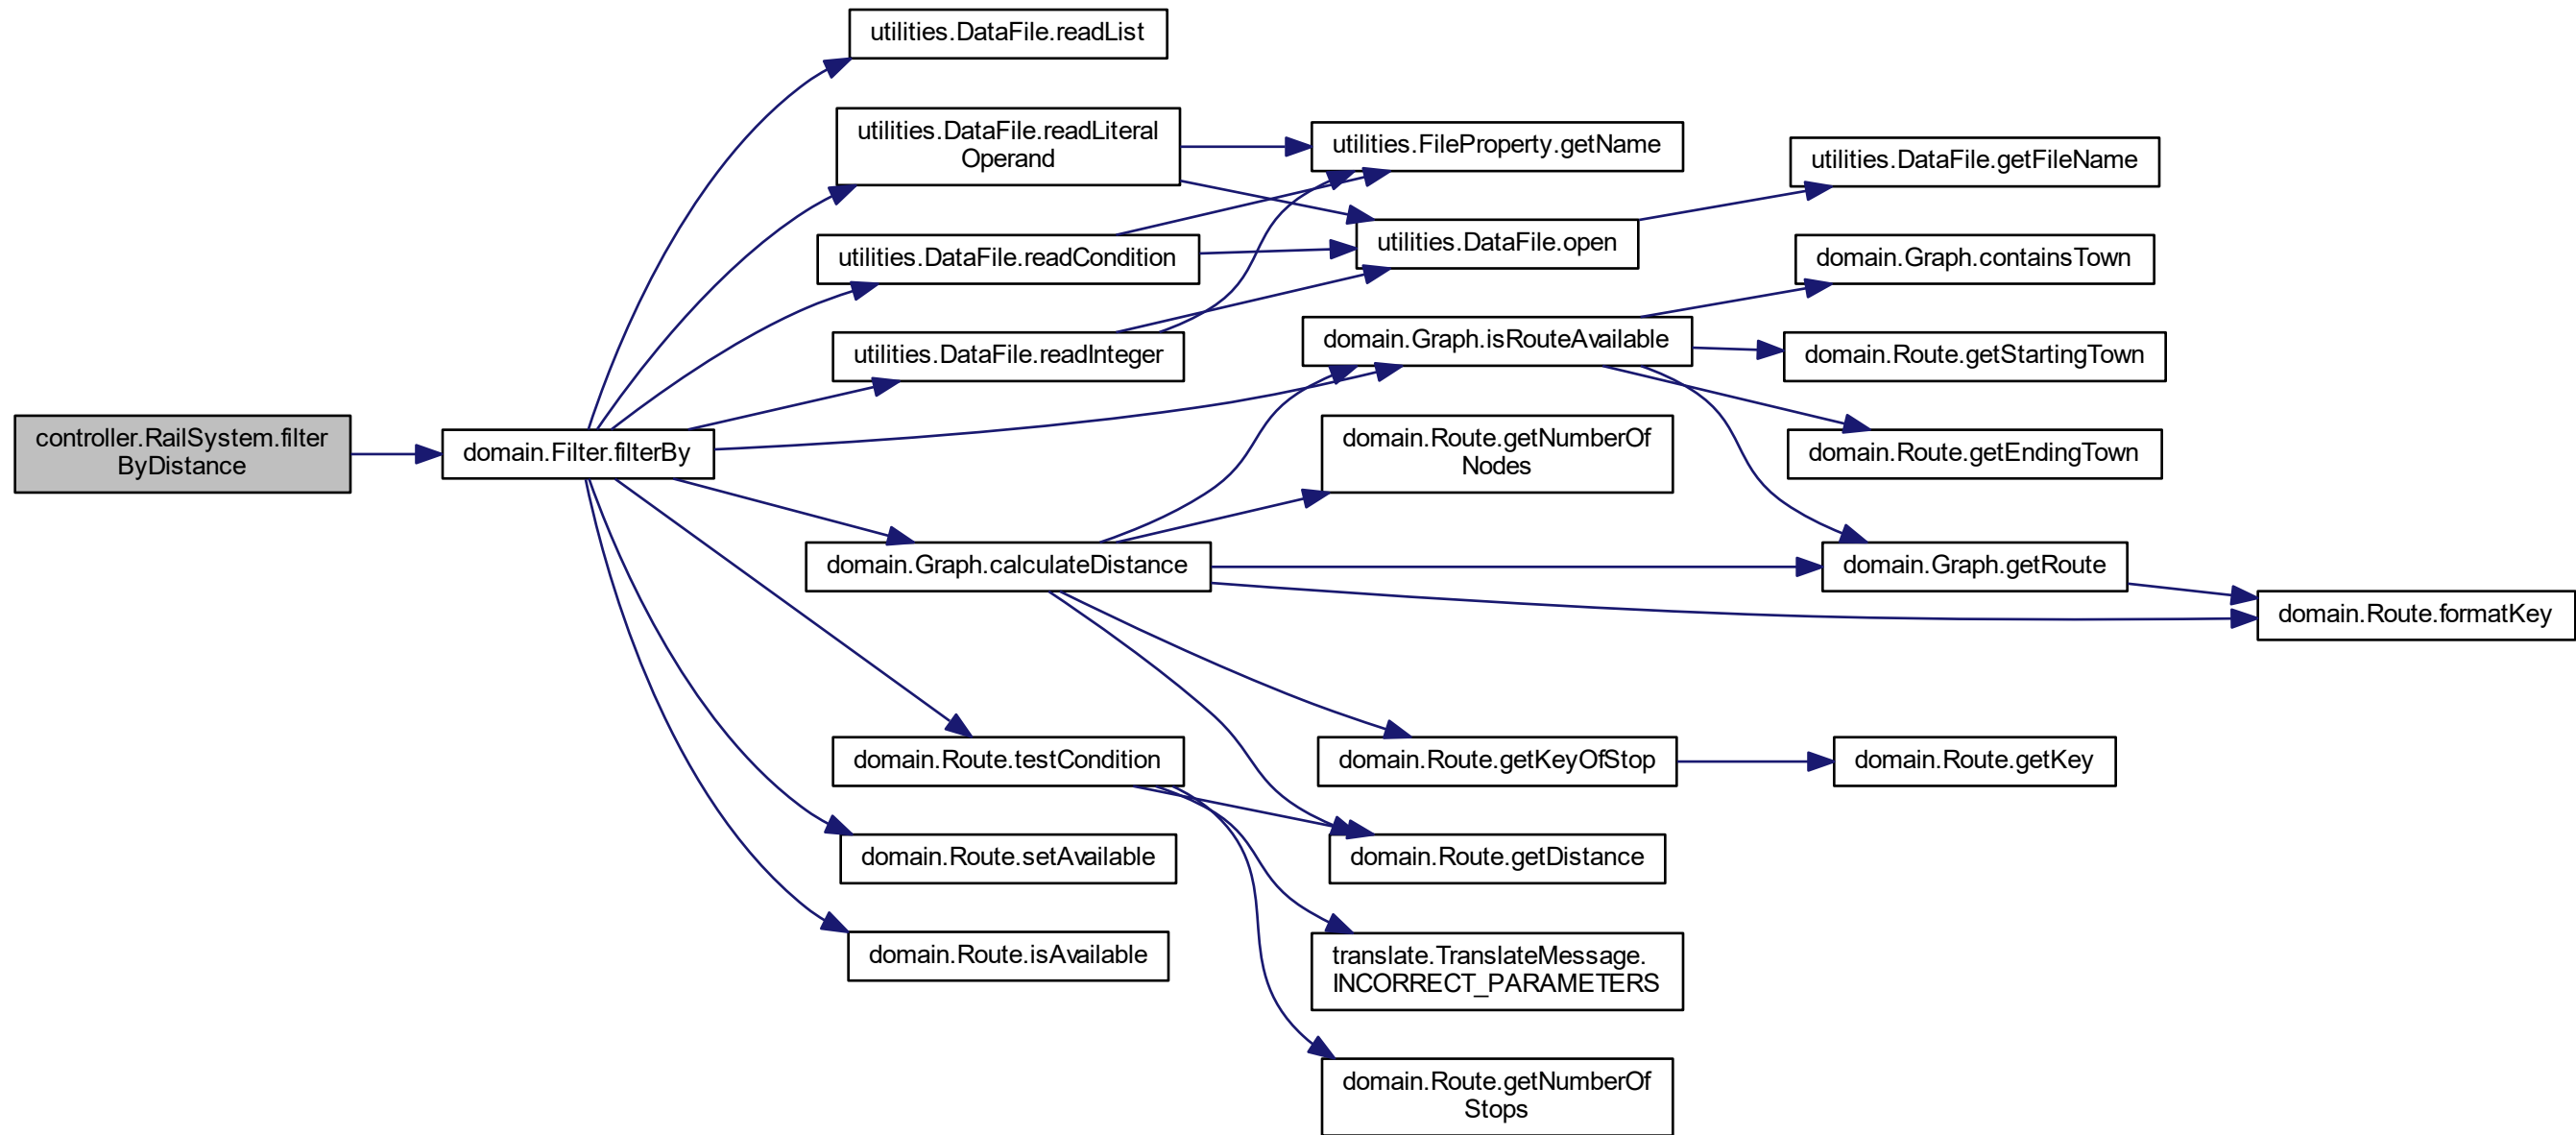 utilities.DataFile.readList
utilities.DataFile.readLiteral
Operand
utilities.FileProperty.getName
utilities.DataFile.getFileName
utilities.DataFile.open
utilities.DataFile.readCondition
domain.Graph.containsTown
domain.Graph.isRouteAvailable
utilities.DataFile.readInteger
domain.Route.getStartingTown
controller.RailSystem.filter
ByDistance
domain.Filter.filterBy
domain.Route.getNumberOf
Nodes
domain.Route.getEndingTown
domain.Graph.calculateDistance
domain.Graph.getRoute
domain.Route.formatKey
domain.Route.testCondition
domain.Route.getKeyOfStop
domain.Route.getKey
domain.Route.setAvailable
domain.Route.getDistance
domain.Route.isAvailable
translate.TranslateMessage.
INCORRECT_PARAMETERS
domain.Route.getNumberOf
Stops